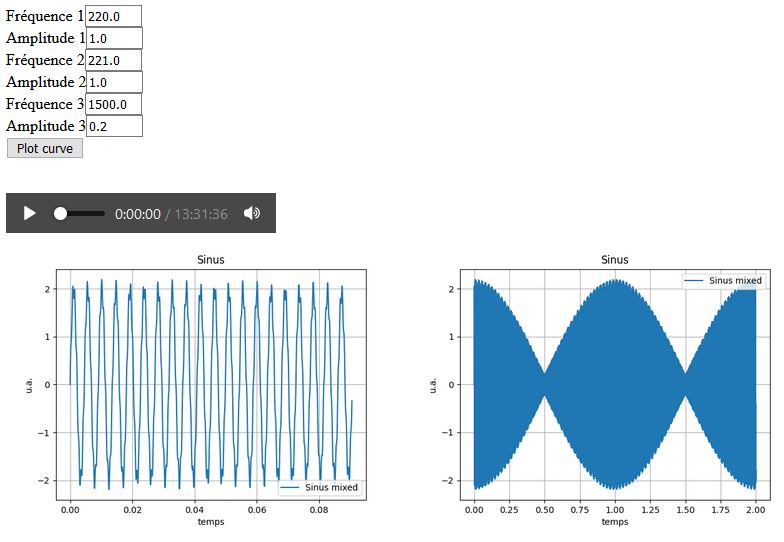 Fréquence 1 220.0
Amplitude 1 1.0
Fréquence 2 221.0
Amplitude 2 1.0
Fréquence 3 1500.0
Amplitude 3 0.2
Plot curve
0:00:00 / 13:31:36
Sinus
2
1
0
−1
−2
u.a.
Sinus mixed
0.00 0.02 0.04 0.06 0.08
temps
Sinus
Sinus mixed
2
1
0
−1
−2
u.a.
0.00 0.25 0.50 0.75 1.00 1.25 1.50 1.75 2.00
temps